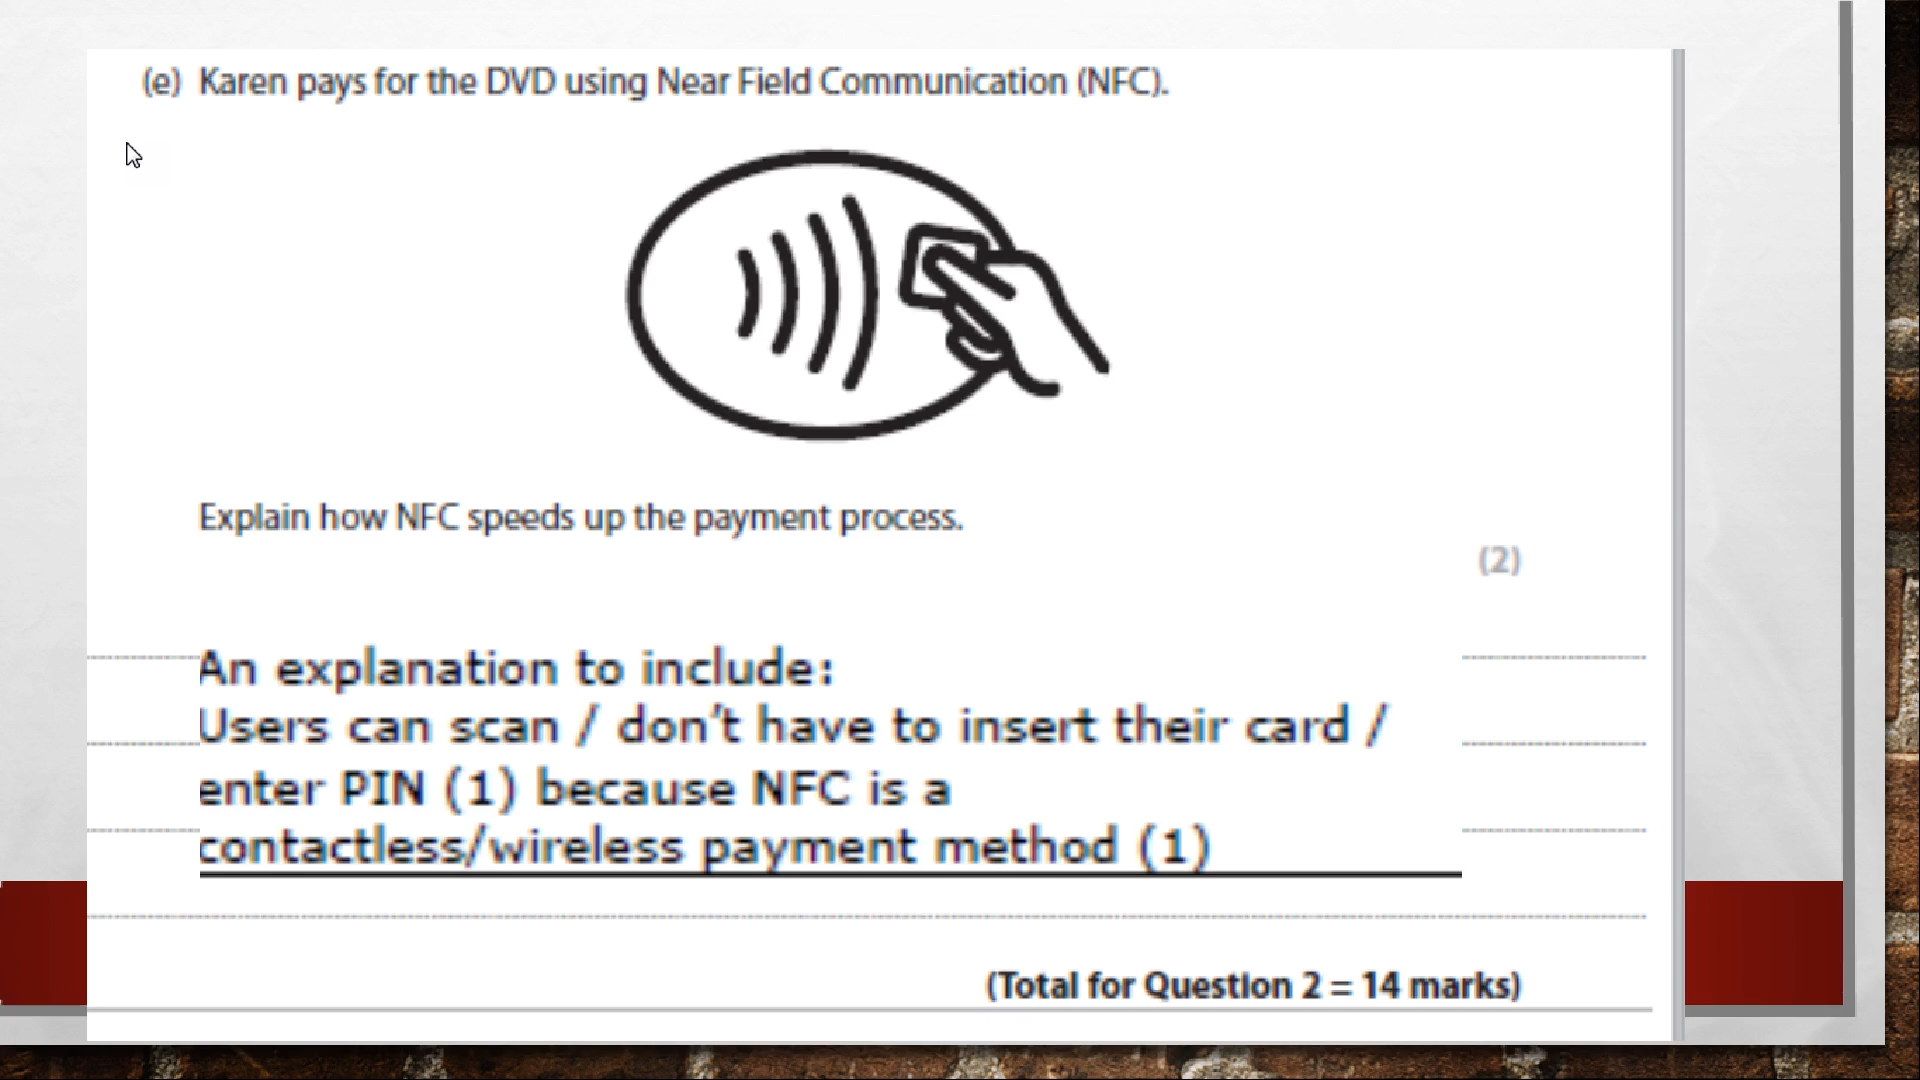 (e) Karen pays for the DVD using Near Field Communication (NFC).
Explain how NFC speeds up the payment process.
(2)
An explanation to include:
Users can scan / don't have to insert their card /
enter PIN (1) because NFC is a
contactless/wireless payment method (1)
(Total for Question 2 = 14 marks)